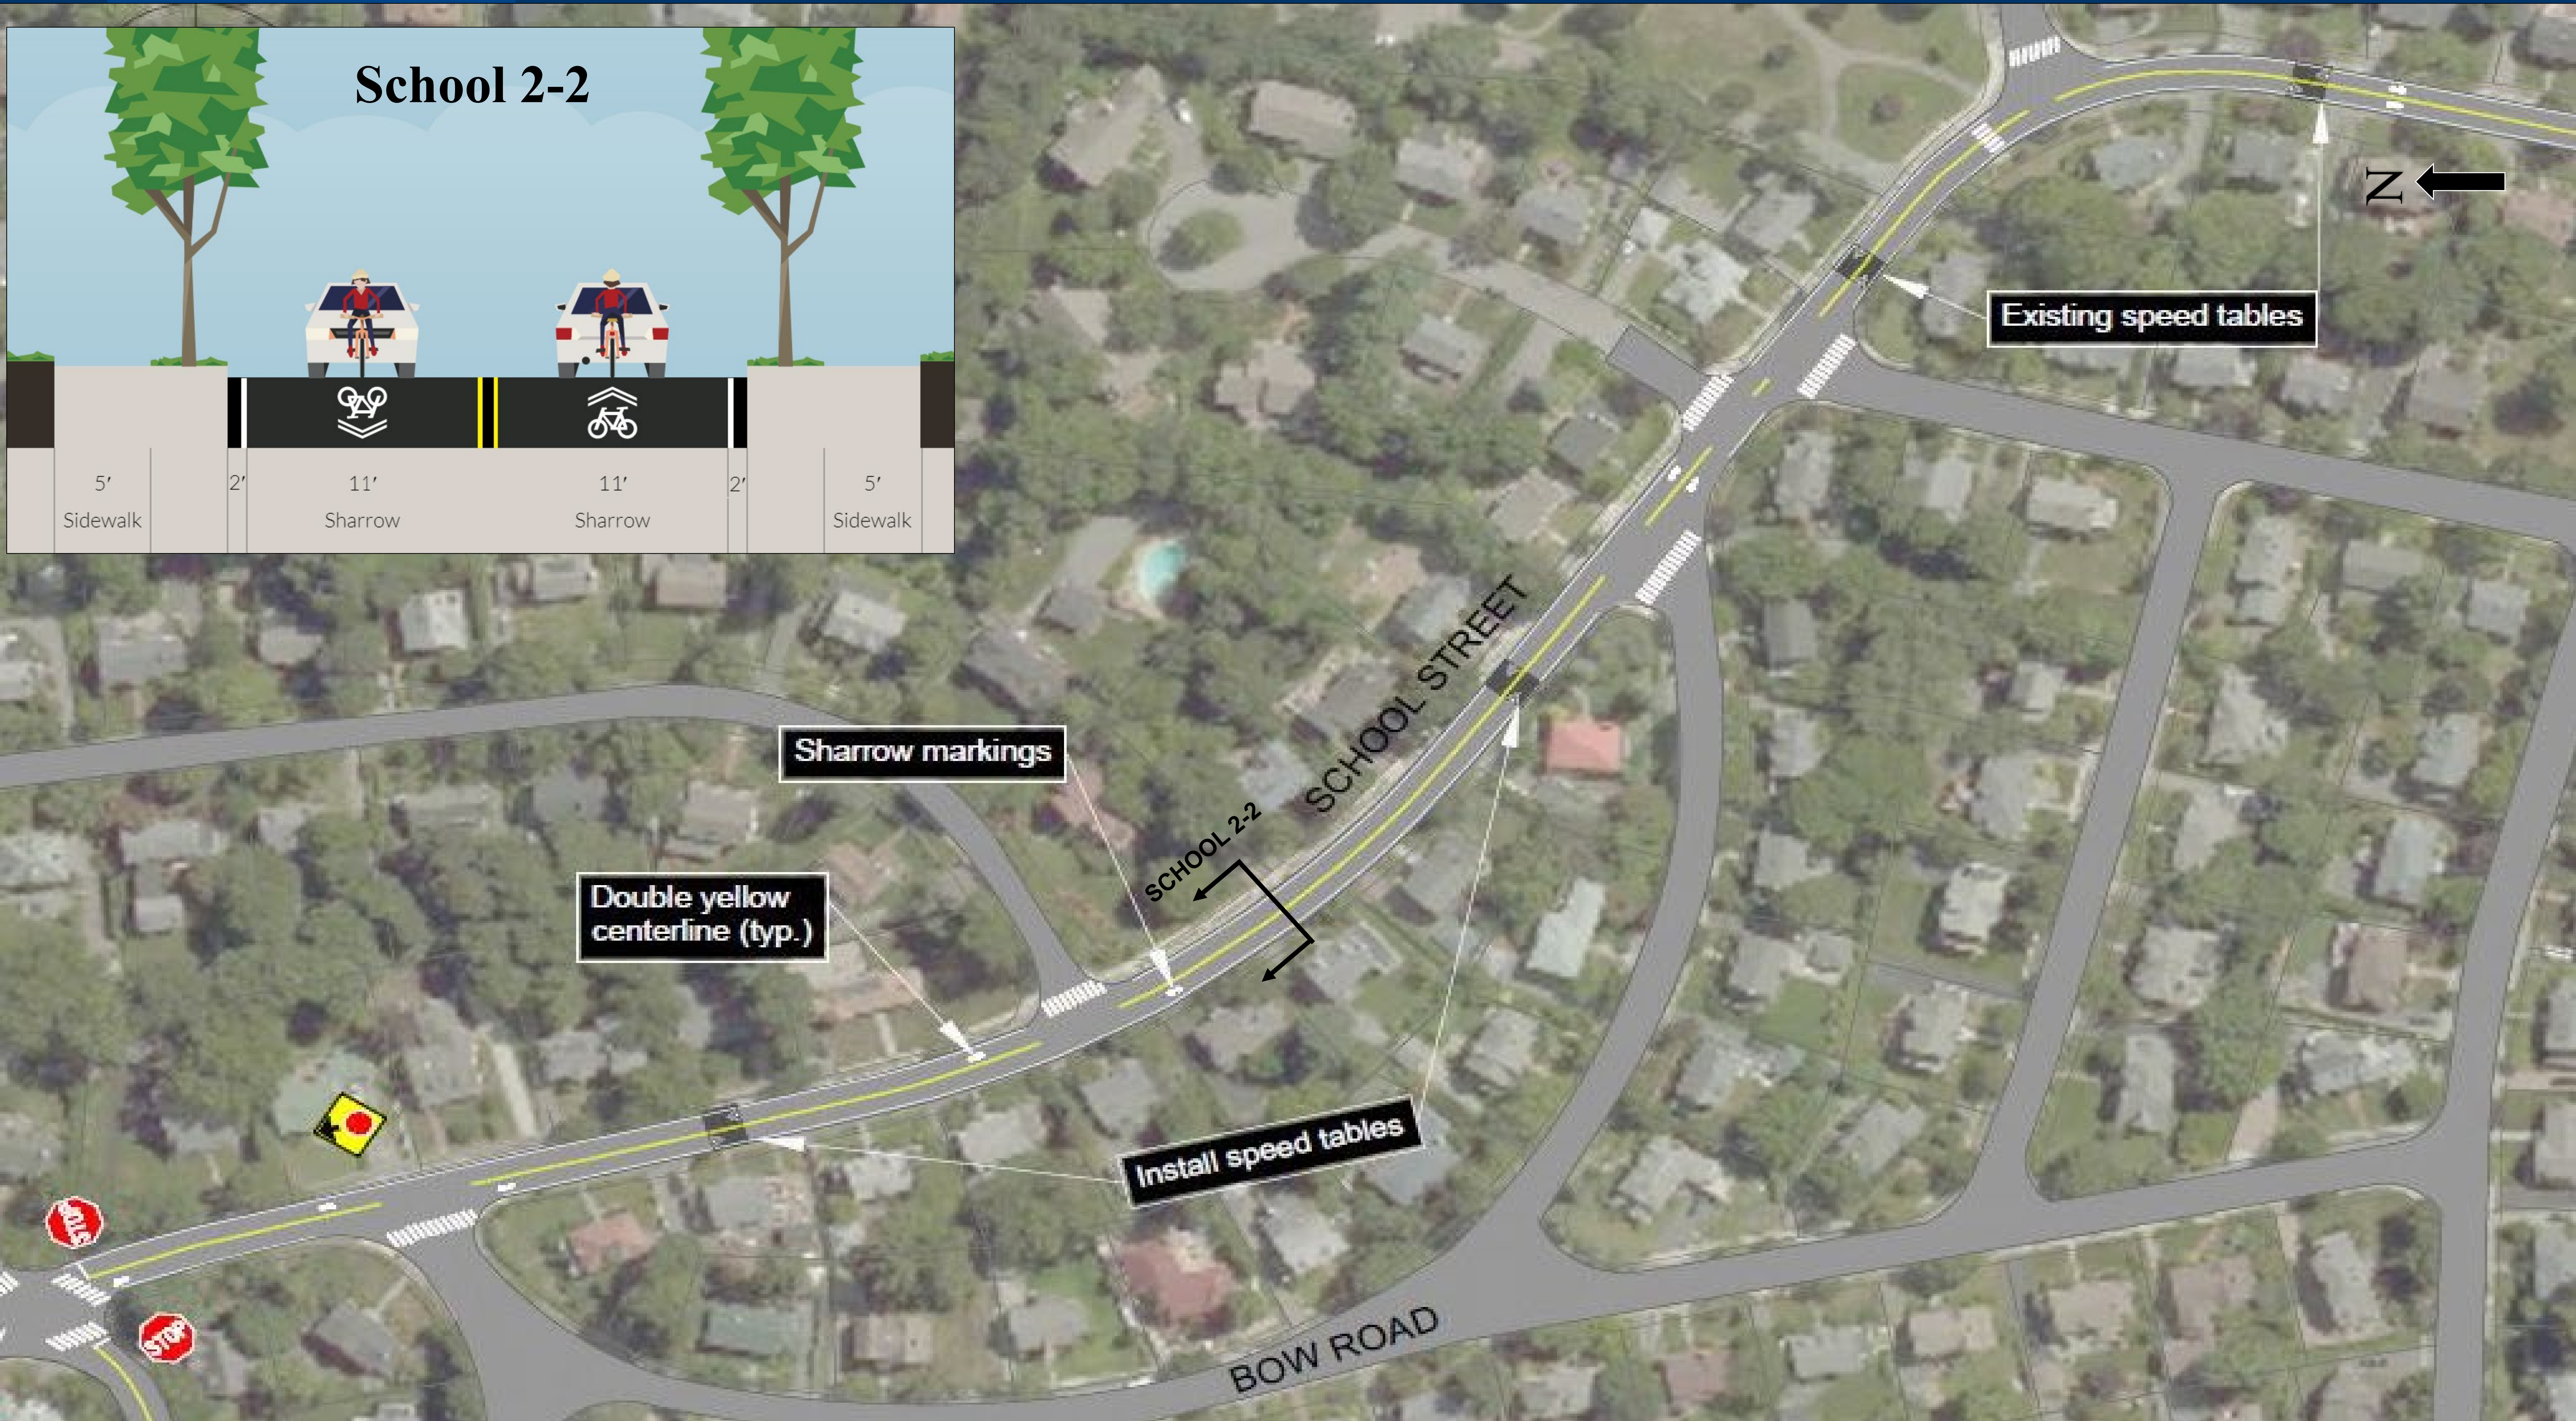 School 2-2
5′
2′
11′
11′
2′
5′
Sidewalk
Sharrow
Sharrow
Sidewalk
N
Existing speed tables
SCHOOL STREET
Sharrow markings
SCHOOL 2-2
Double yellow
centerline (typ.)
Install speed tables
STOP
STOP
BOW ROAD